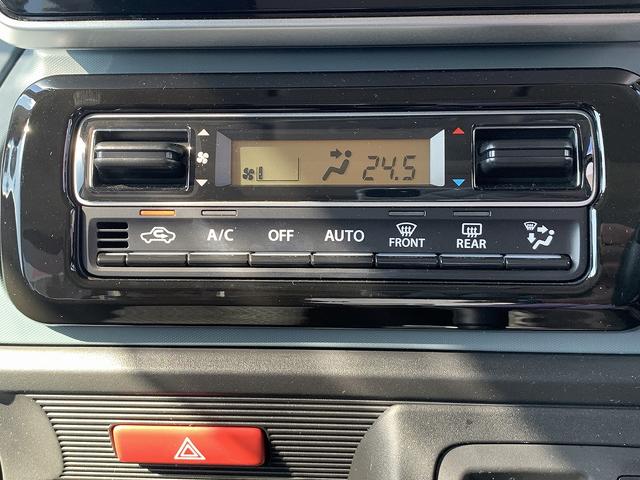 24.5
A/C OFF AUTO FRONT REAR